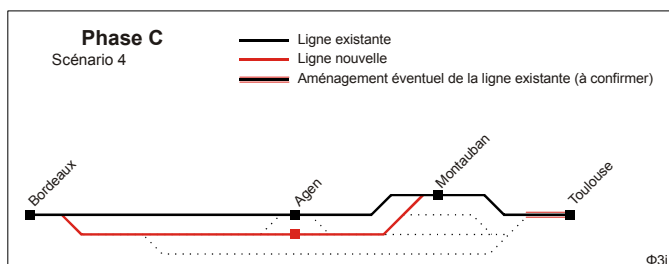 Phase C
Scénario 4
Ligne existante
Ligne nouvelle
Aménagement éventuel de la ligne existante (à confirmer)
Bordeaux
Agen
Montauban
Toulouse